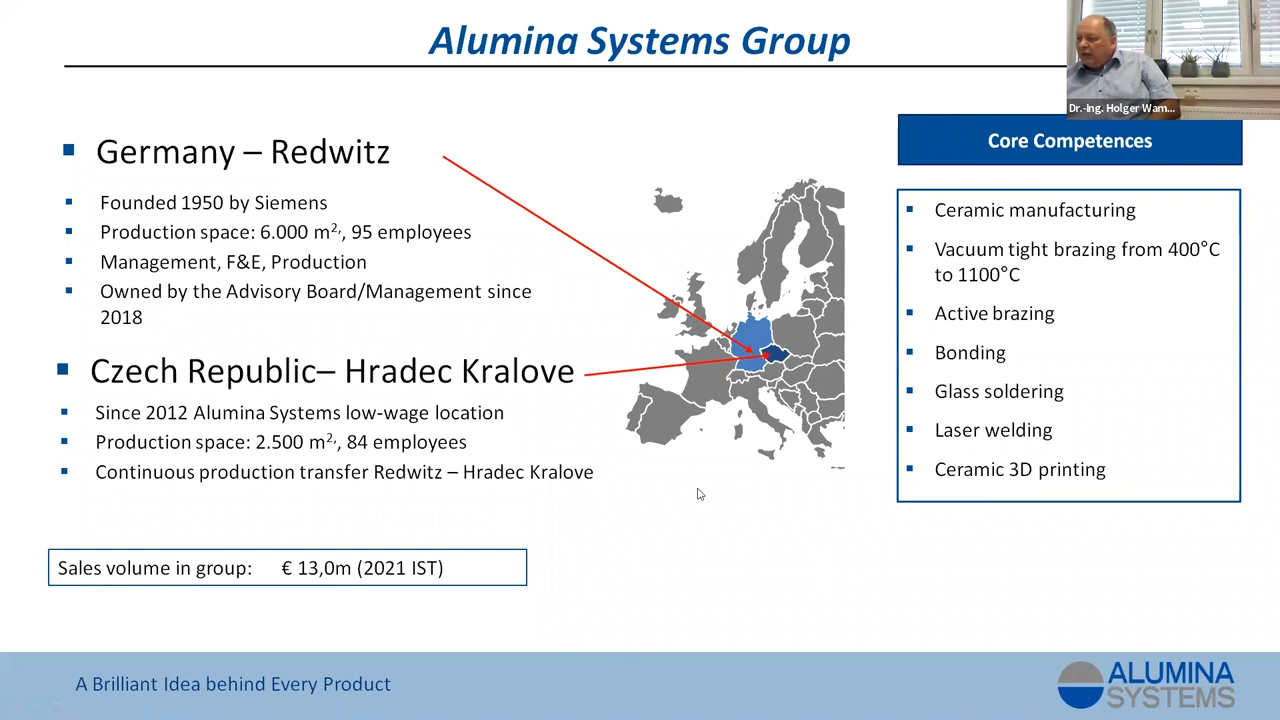 Alumina Systems Group
Dr.-Ing. Holger Wam...
Germany – Redwitz
Founded 1950 by Siemens
Production space: 6.000 m2,, 95 employees
Management, F&E, Production
Owned by the Advisory Board/Management since
2018
Czech Republic– Hradec Kralove
Since 2012 Alumina Systems low-wage location
Production space: 2.500 m2,, 84 employees
Continuous production transfer Redwitz – Hradec Kralove
Sales volume in group: € 13,0m (2021 IST)
Core Competences
Ceramic manufacturing
Vacuum tight brazing from 400°C
to 1100°C
Active brazing
Bonding
Glass soldering
Laser welding
Ceramic 3D printing
A Brilliant Idea behind Every Product
ALUMINA
SYSTEMS